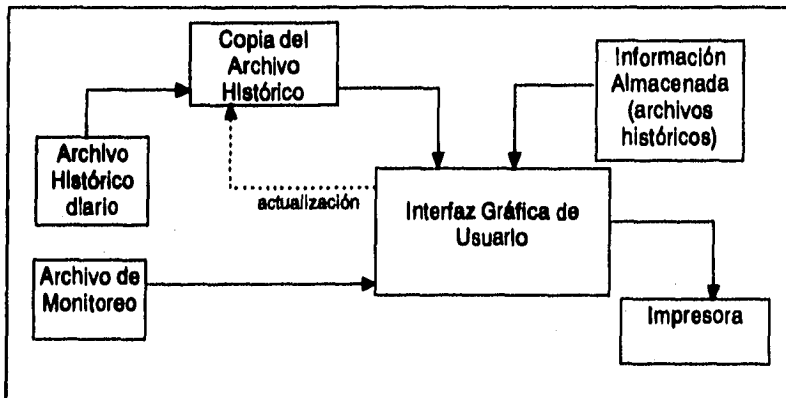 Copia del
Archivo
Histórico
Información
Almacenada
(archivos
históricos)
Archivo
Histórico
diario
actualización
Interfaz Gráfica de
Usuario
Archivo de
Monitoreo
Impresora